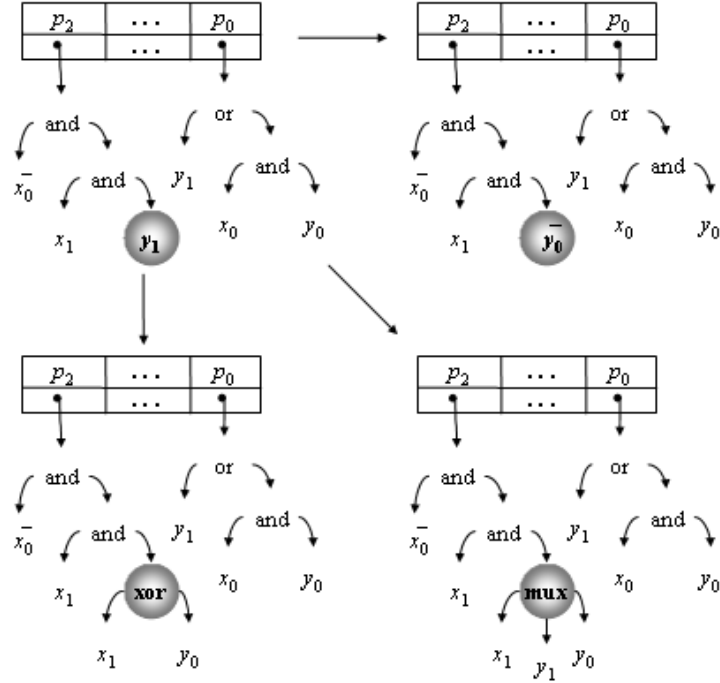 p₂ ... p₀ p₂ ... p₀
... ...
and or and or
x̄₀ and y₁ and x̄₀ and y₁ and
x₁ y₁ x₀ y₀ x₁ ȳ₀ x₀ y₀
p₂ ... p₀ p₂ ... p₀
... ...
and or and or
x̄₀ and y₁ and x̄₀ and y₁ and
x₁ xor x₀ y₀ x₁ mux x₀ y₀
x₁ y₀ x₁ y₁ y₀